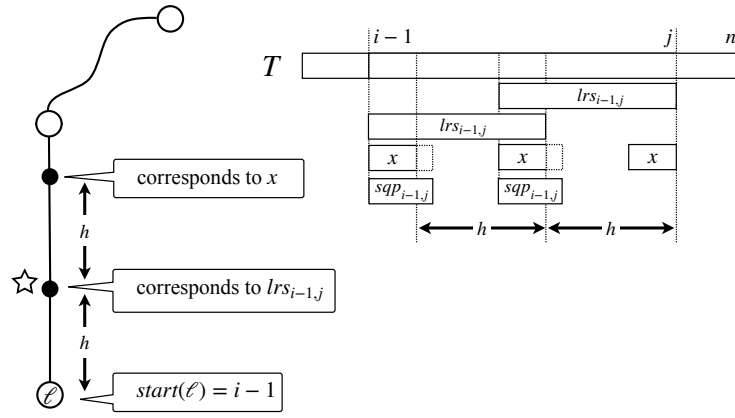 i − 1 j n
T
lrs_{i−1,j}
lrs_{i−1,j}
x x x
corresponds to x
sqp_{i−1,j} sqp_{i−1,j}
h
h h
corresponds to lrs_{i−1,j}
h
ℓ start(ℓ) = i − 1